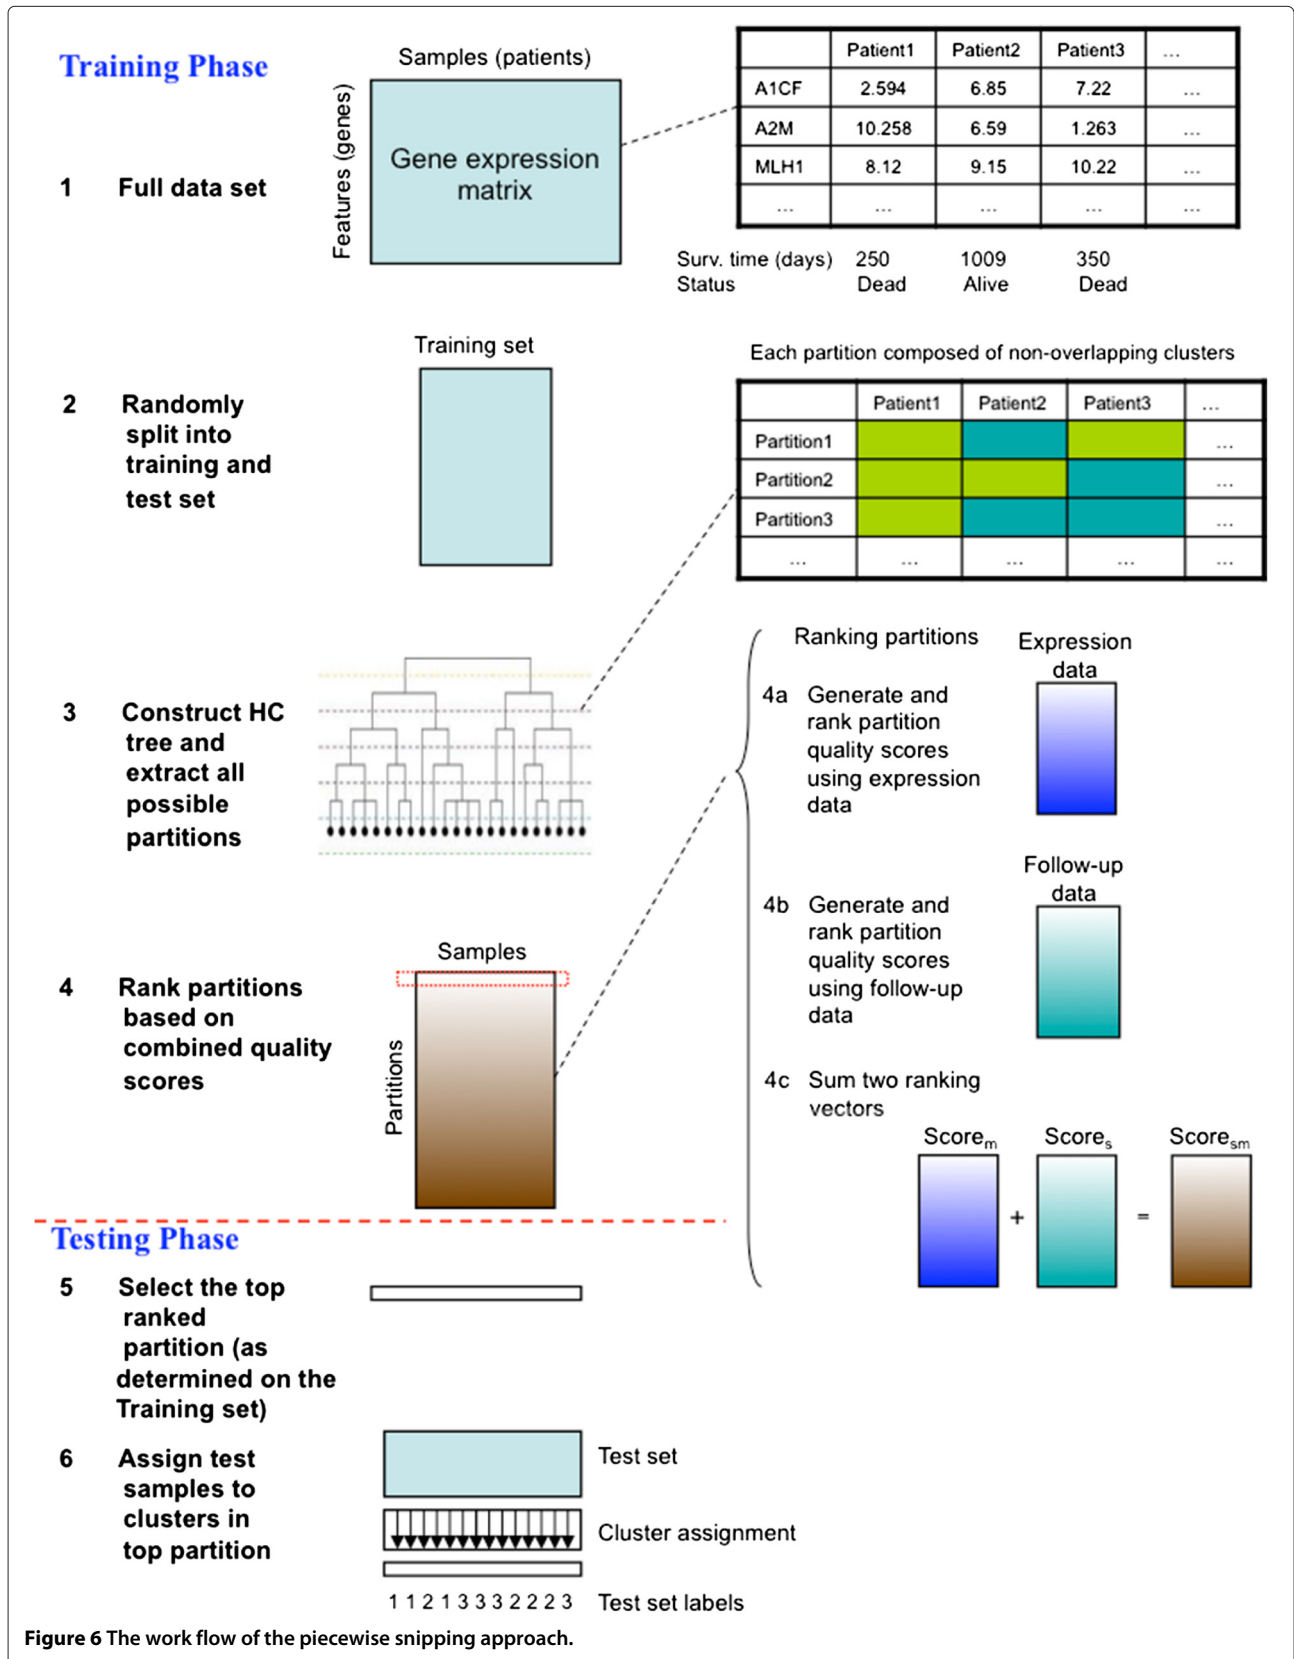 Training Phase
Samples (patients)
Features (genes)
Gene expression
matrix
Patient1 Patient2 Patient3 ...
A1CF 2.594 6.85 7.22 ...
A2M 10.258 6.59 1.263 ...
MLH1 8.12 9.15 10.22 ...
... ... ... ... ...
Surv. time (days) 250 1009 350
Status Dead Alive Dead
1 Full data set
2 Randomly
split into
training and
test set
Training set
Each partition composed of non-overlapping clusters
Patient1 Patient2 Patient3 ...
Partition1 ...
Partition2 ...
Partition3 ...
... ... ... ... ...
3 Construct HC
tree and
extract all
possible
partitions
4 Rank partitions
based on
combined quality
scores
Samples
Partitions
Ranking partitions
4a Generate and
rank partition
quality scores
using expression
data
Expression
data
4b Generate and
rank partition
quality scores
using follow-up
data
Follow-up
data
4c Sum two ranking
vectors
Scorem Scores Scoresm
+ =
Testing Phase
5 Select the top
ranked
partition (as
determined on the
Training set)
6 Assign test
samples to
clusters in
top partition
Test set
Cluster assignment
1 1 2 1 3 3 3 2 2 2 3 Test set labels
Figure 6 The work flow of the piecewise snipping approach.